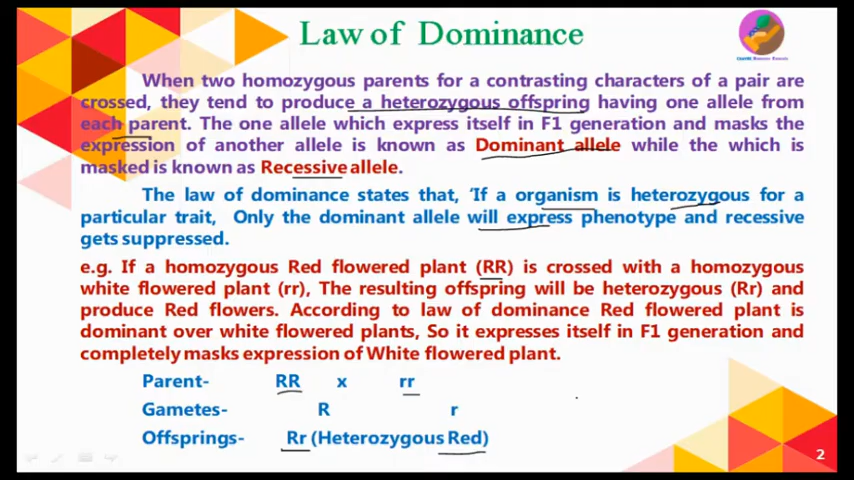 Law of Dominance
When two homozygous parents for a contrasting characters of a pair are
crossed, they tend to produce a heterozygous offspring having one allele from
each parent. The one allele which express itself in F1 generation and masks the
expression of another allele is known as Dominant allele while the which is
masked is known as Recessive allele.
The law of dominance states that, ‘If a organism is heterozygous for a
particular trait, Only the dominant allele will express phenotype and recessive
gets suppressed.
e.g. If a homozygous Red flowered plant (RR) is crossed with a homozygous
white flowered plant (rr), The resulting offspring will be heterozygous (Rr) and
produce Red flowers. According to law of dominance Red flowered plant is
dominant over white flowered plants, So it expresses itself in F1 generation and
completely masks expression of White flowered plant.
Parent- RR x rr
Gametes- R r
Offsprings- Rr (Heterozygous Red)
2